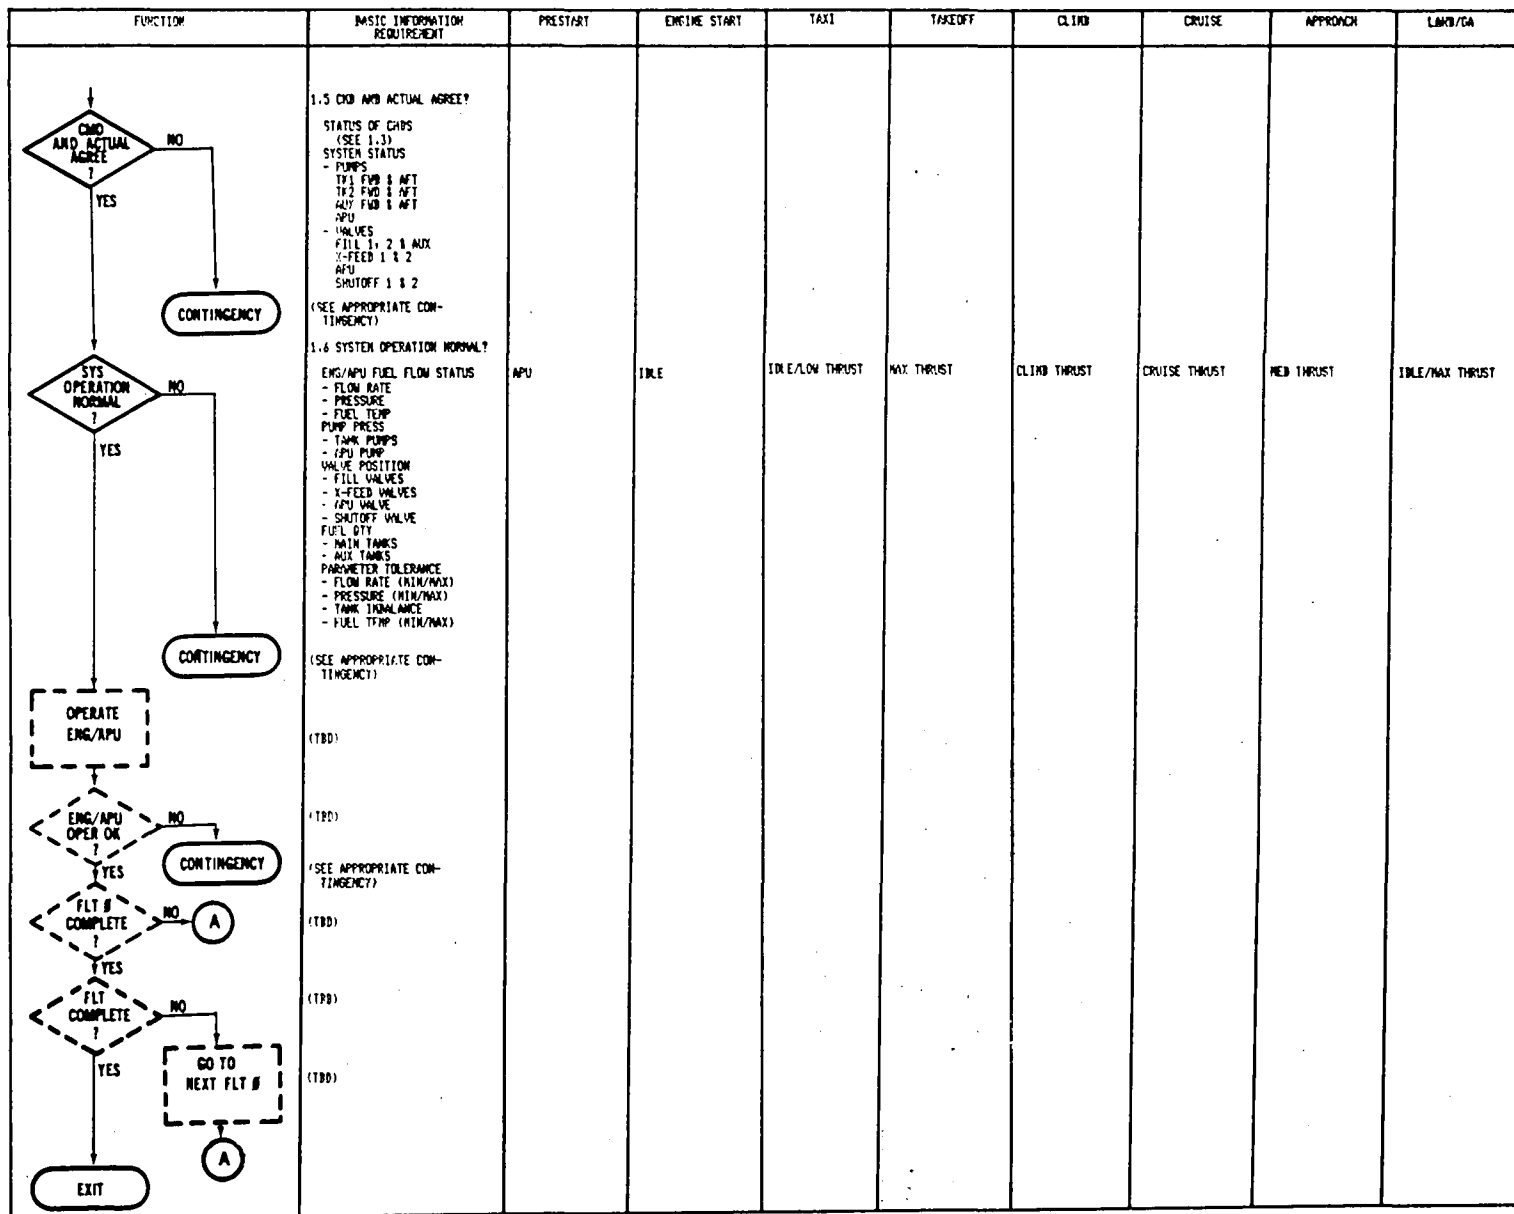 FUNCTION
BASIC INFORMATION
REQUIREMENT
PRESTART
ENGINE START
TAXI
TAKEOFF
CLIMB
CRUISE
APPROACH
LAND/GA
CMD
AND ACTUAL
AGREE
?
NO
YES
CONTINGENCY
1.5 CMD AND ACTUAL AGREE?
STATUS OF CMDS
(SEE 1.3)
SYSTEM STATUS
- PUMPS
TK1 FWD & AFT
TK2 FWD & AFT
AUX FWD & AFT
APU
- VALVES
FILL 1, 2 & AUX
X-FEED 1 & 2
APU
SHUTOFF 1 & 2
(SEE APPROPRIATE CON-
TINGENCY)
SYS
OPERATION
NORMAL
?
NO
YES
CONTINGENCY
1.6 SYSTEM OPERATION NORMAL?
ENG/APU FUEL FLOW STATUS
- FLOW RATE
- PRESSURE
- FUEL TEMP
PUMP PRESS
- TANK PUMPS
- APU PUMP
VALVE POSITION
- FILL VALVES
- X-FEED VALVES
- APU VALVE
- SHUTOFF VALVE
FUEL QTY
- MAIN TANKS
- AUX TANKS
PARAMETER TOLERANCE
- FLOW RATE (MIN/MAX)
- PRESSURE (MIN/MAX)
- TANK IMBALANCE
- FUEL TEMP (MIN/MAX)
(SEE APPROPRIATE CON-
TINGENCY)
APU
IDLE
IDLE/LOW THRUST
MAX THRUST
CLIMB THRUST
CRUISE THRUST
MED THRUST
IDLE/MAX THRUST
OPERATE
ENG/APU
(TBD)
ENG/APU
OPER OK
?
NO
YES
(TBD)
CONTINGENCY
(SEE APPROPRIATE CON-
TINGENCY)
FLT Ø
COMPLETE
?
NO
A
YES
(TBD)
FLT
COMPLETE
?
NO
YES
(TBD)
GO TO
NEXT FLT Ø
(TBD)
A
EXIT